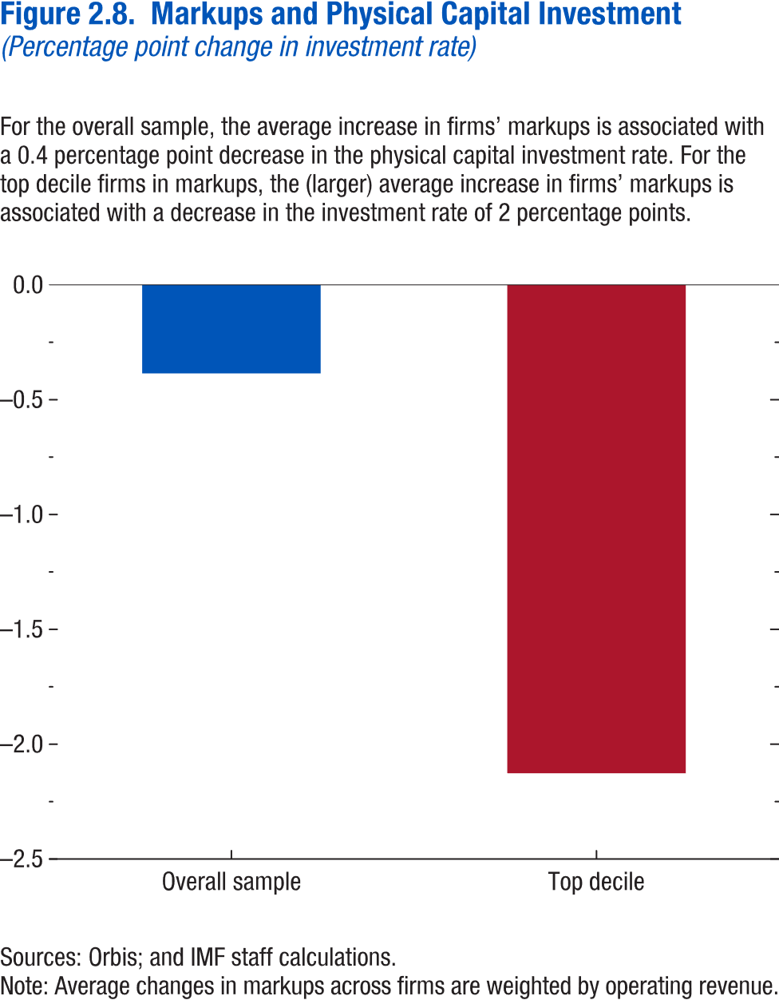 Figure 2.8. Markups and Physical Capital Investment
(Percentage point change in investment rate)
For the overall sample, the average increase in firms’ markups is associated with
a 0.4 percentage point decrease in the physical capital investment rate. For the
top decile firms in markups, the (larger) average increase in firms’ markups is
associated with a decrease in the investment rate of 2 percentage points.
0.0
–0.5
–1.0
–1.5
–2.0
–2.5
Overall sample Top decile
Sources: Orbis; and IMF staff calculations.
Note: Average changes in markups across firms are weighted by operating revenue.